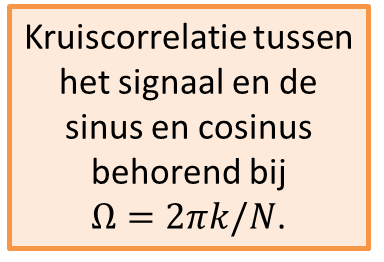 Kruiscorrelatie tussen
het signaal en de
sinus en cosinus
behorend bij
Ω = 2πk/N.